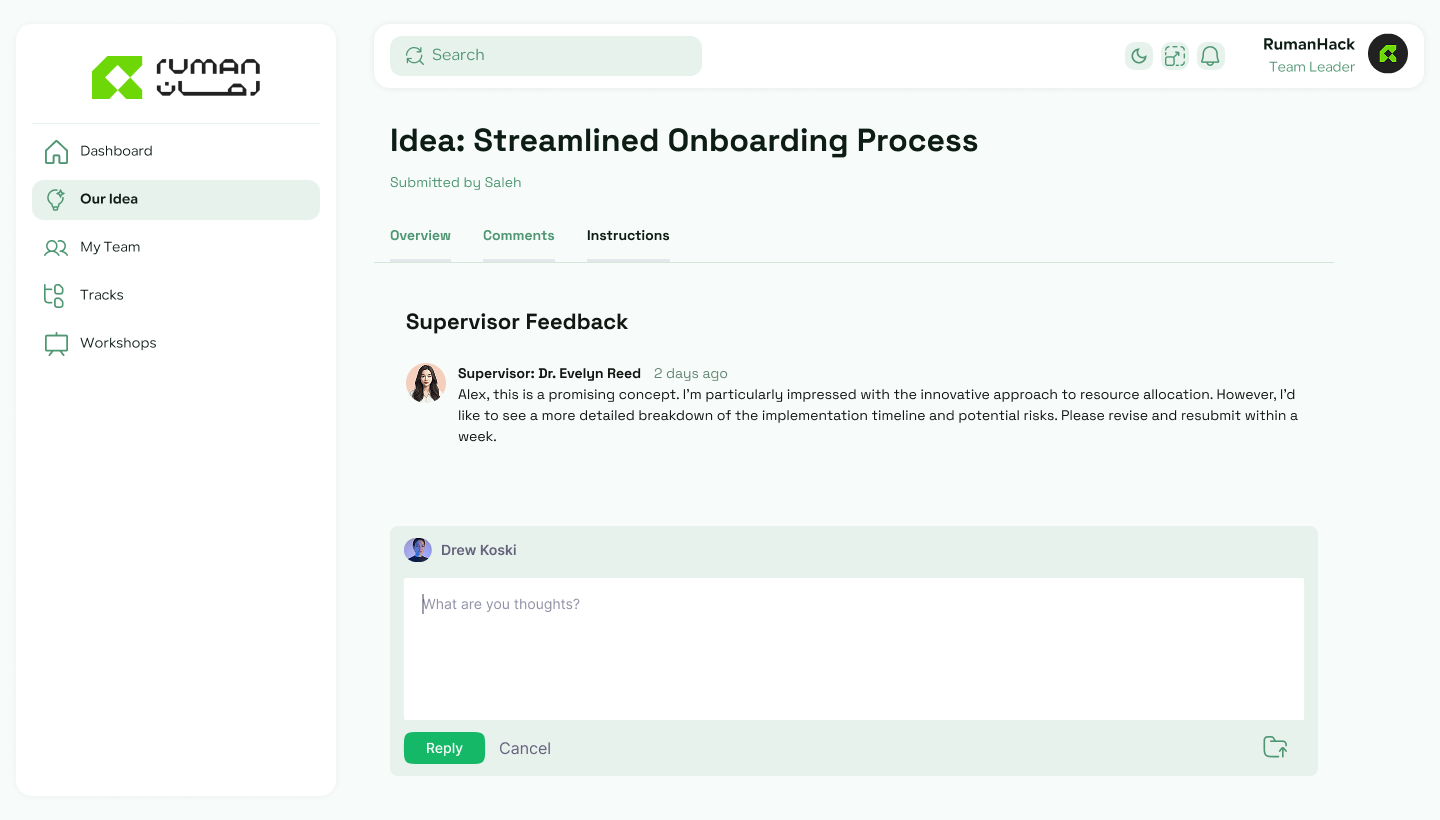 ruman
رمان
Dashboard
Our Idea
My Team
Tracks
Workshops
Search
RumanHack
Team Leader
Idea: Streamlined Onboarding Process
Submitted by Saleh
Overview
Comments
Instructions
Supervisor Feedback
Supervisor: Dr. Evelyn Reed 2 days ago
Alex, this is a promising concept. I'm particularly impressed with the innovative approach to resource allocation. However, I'd
like to see a more detailed breakdown of the implementation timeline and potential risks. Please revise and resubmit within a
week.
Drew Koski
What are you thoughts?
Reply
Cancel